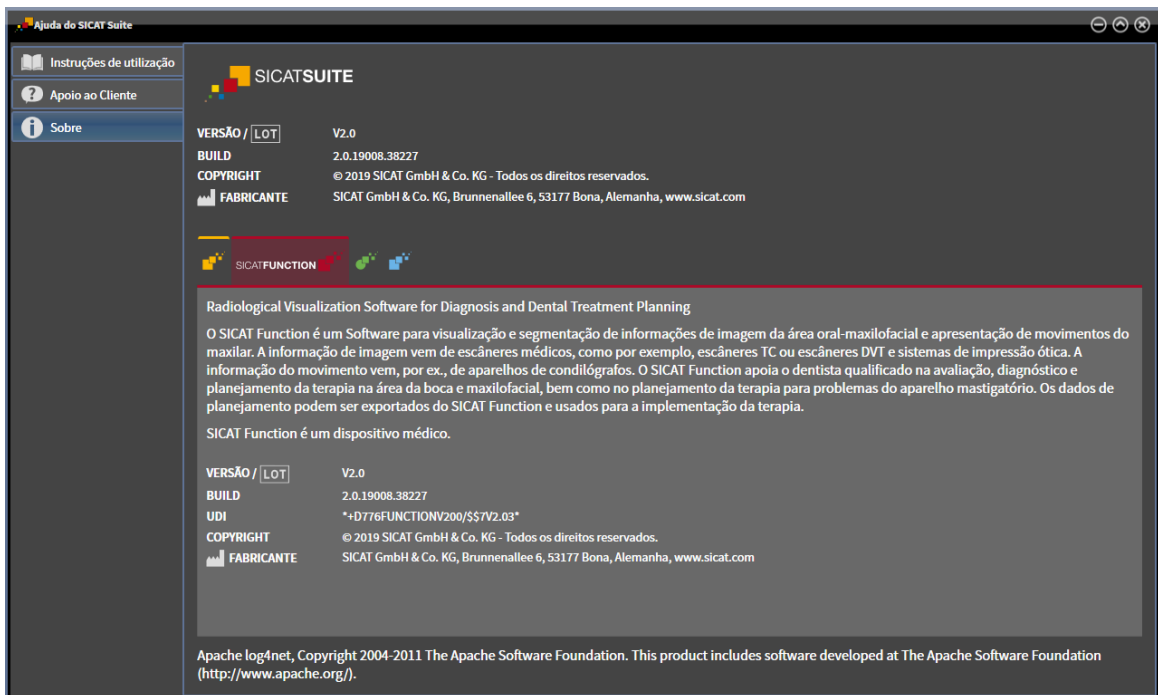 Ajuda do SICAT Suite
Instruções de utilização
Apoio ao Cliente
Sobre
SICATSUITE
VERSÃO / LOT V2.0
BUILD 2.0.19008.38227
COPYRIGHT © 2019 SICAT GmbH & Co. KG - Todos os direitos reservados.
FABRICANTE SICAT GmbH & Co. KG, Brunnenallee 6, 53177 Bona, Alemanha, www.sicat.com
SICATFUNCTION
Radiological Visualization Software for Diagnosis and Dental Treatment Planning
O SICAT Function é um Software para visualização e segmentação de informações de imagem da área oral-maxilofacial e apresentação de movimentos do
maxilar. A informação de imagem vem de escâneres médicos, como por exemplo, escâneres TC ou escâneres DVT e sistemas de impressão ótica. A
informação do movimento vem, por ex., de aparelhos de condilógrafos. O SICAT Function apoia o dentista qualificado na avaliação, diagnóstico e
planejamento da terapia na área da boca e maxilofacial, bem como no planejamento da terapia para problemas do aparelho mastigatório. Os dados de
planejamento podem ser exportados do SICAT Function e usados para a implementação da terapia.
SICAT Function é um dispositivo médico.
VERSÃO / LOT V2.0
BUILD 2.0.19008.38227
UDI *+D776FUNCTIONV200/$$7V2.03*
COPYRIGHT © 2019 SICAT GmbH & Co. KG - Todos os direitos reservados.
FABRICANTE SICAT GmbH & Co. KG, Brunnenallee 6, 53177 Bona, Alemanha, www.sicat.com
Apache log4net, Copyright 2004-2011 The Apache Software Foundation. This product includes software developed at The Apache Software Foundation
(http://www.apache.org/).